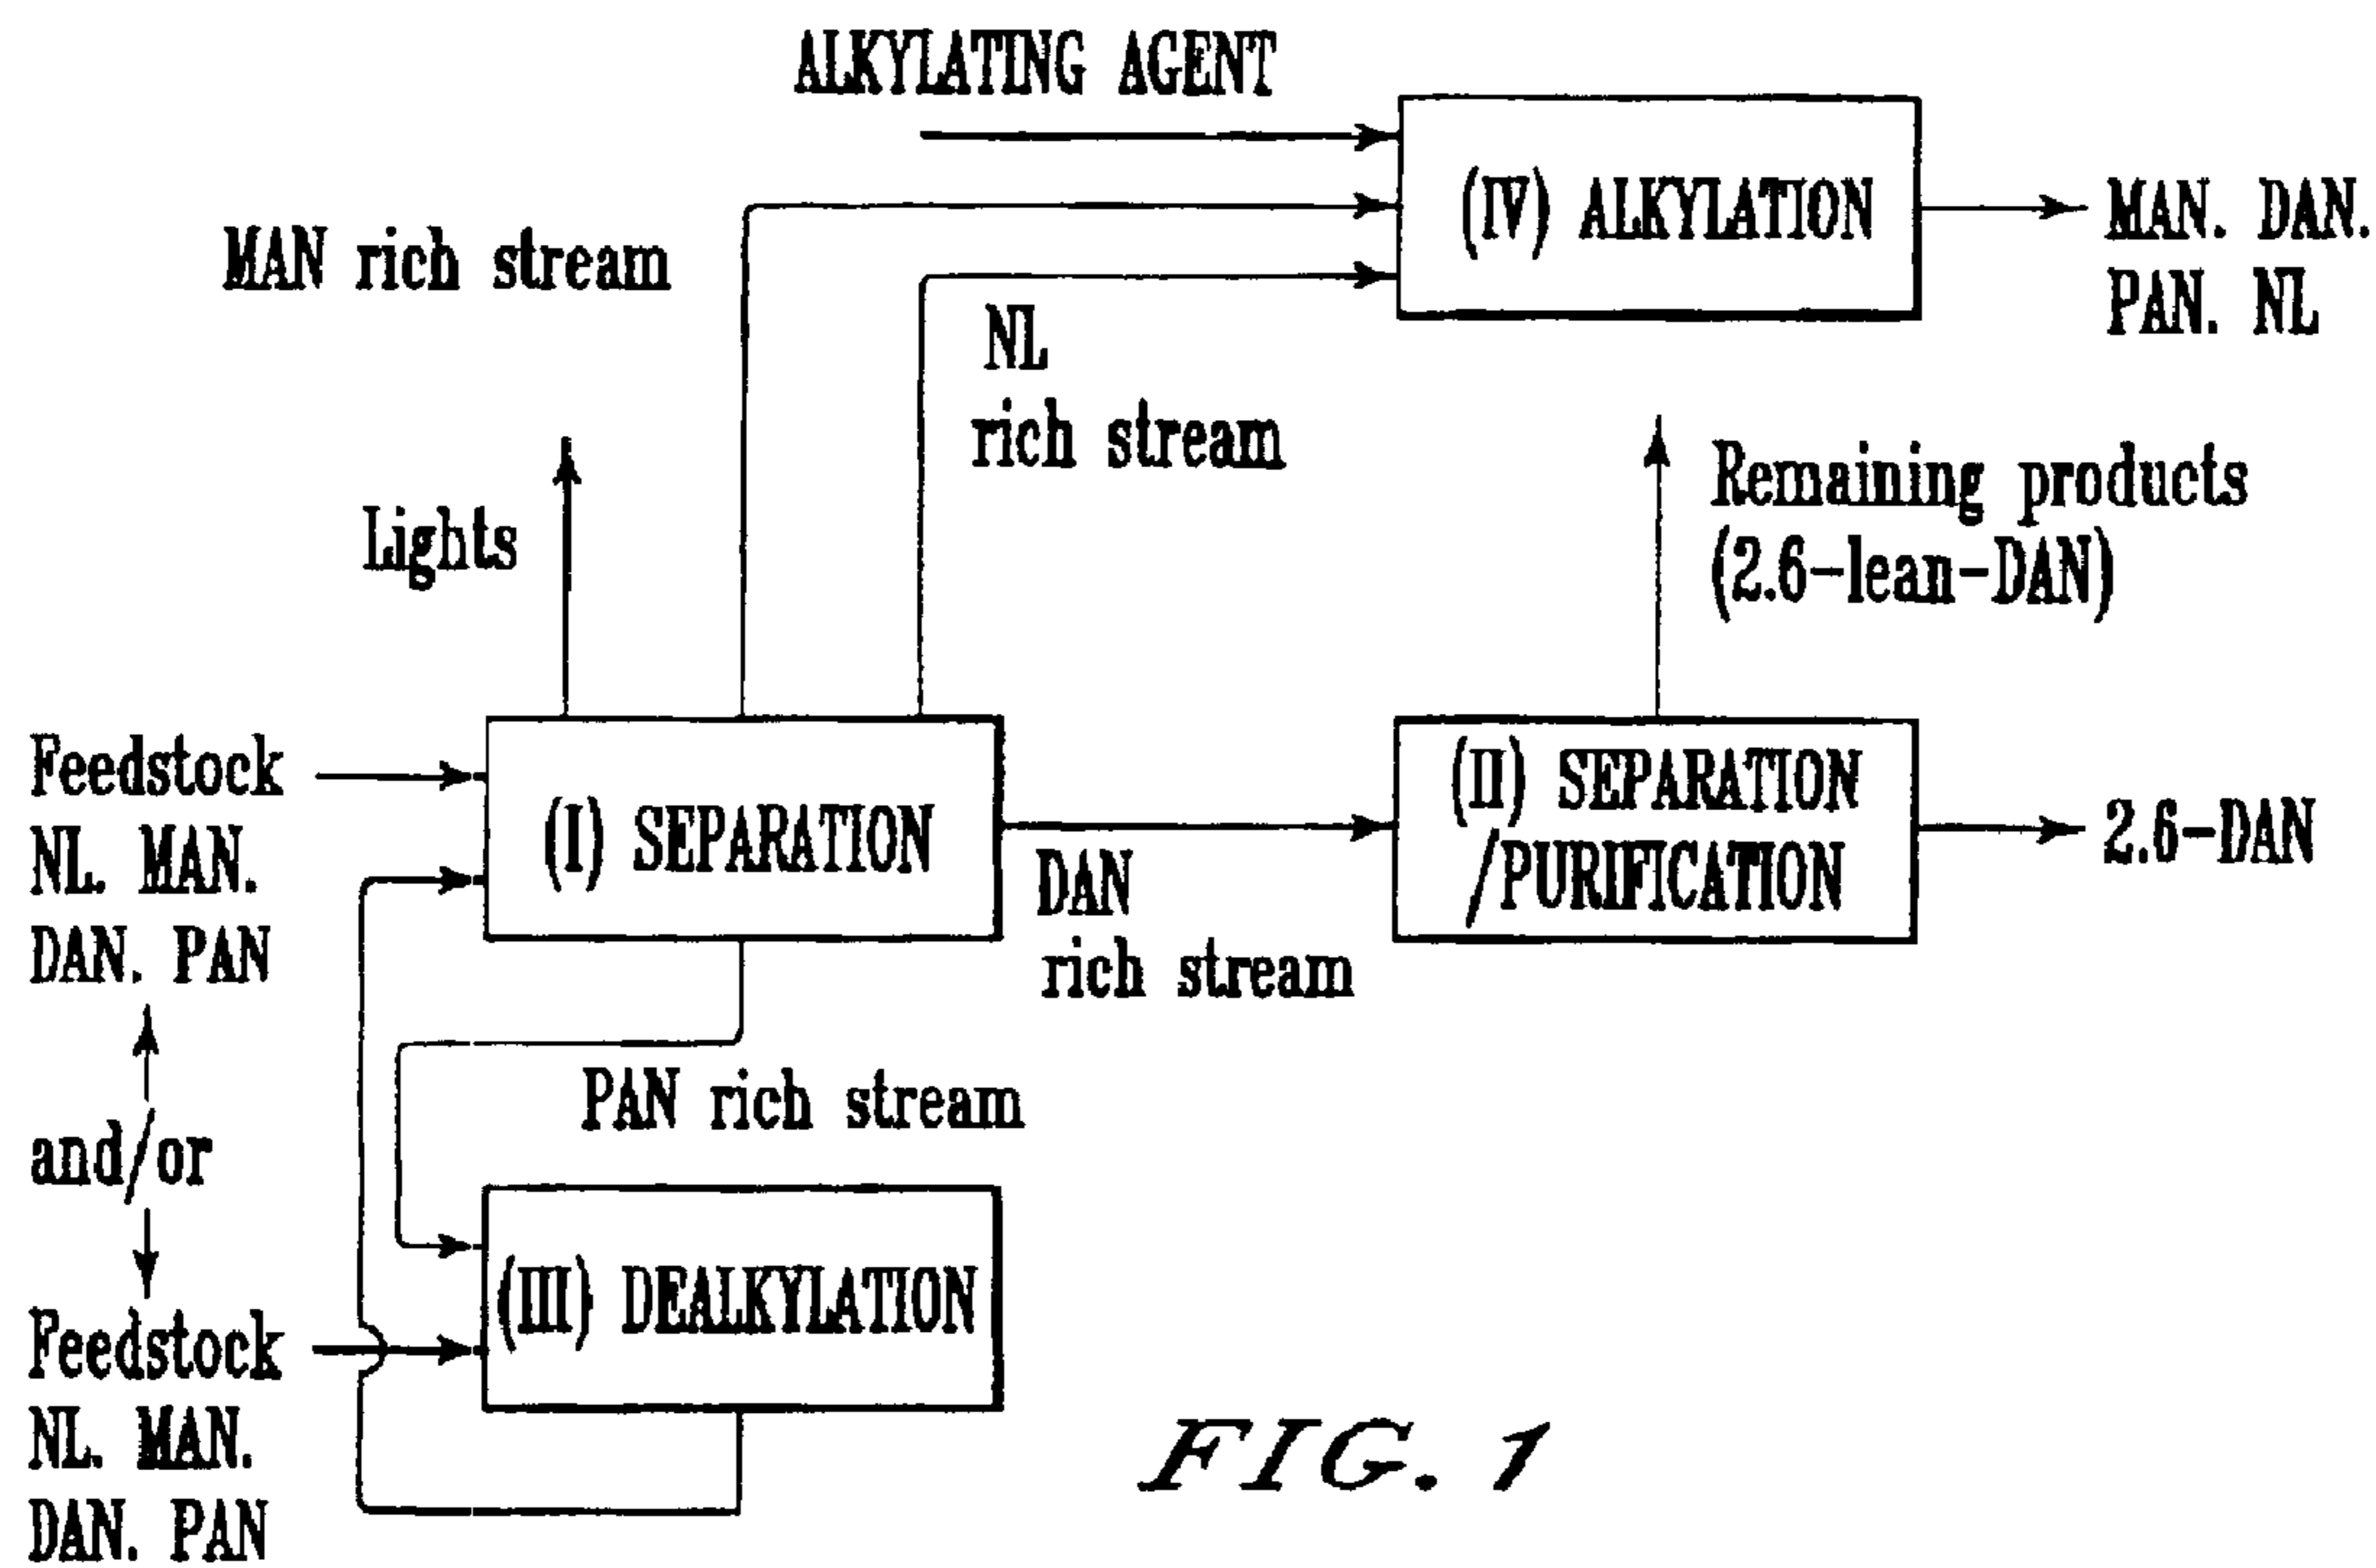 ALKYLATING AGENT
(IV) ALKYLATION
MAN. DAN.
PAN. NL
MAN rich stream
NL
rich stream
Lights
Remaining products
(2.6-lean-DAN)
Feedstock
NL. MAN.
DAN. PAN
(I) SEPARATION
DAN
rich stream
(II) SEPARATION
/PURIFICATION
2.6-DAN
and/or
PAN rich stream
(III) DEALKYLATION
Feedstock
NL. MAN.
DAN. PAN
FIG. 1